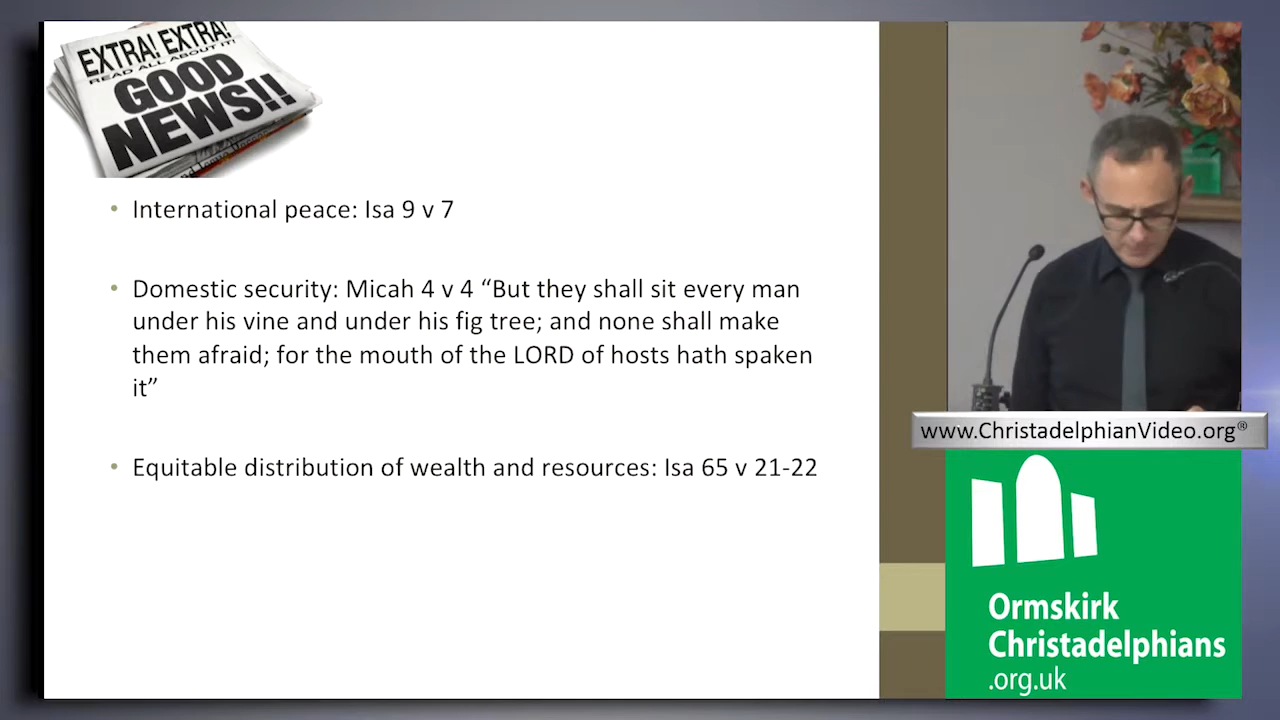 EXTRA! EXTRA!
READ ALL ABOUT IT!
GOOD
NEWS!!
• International peace: Isa 9 v 7
• Domestic security: Micah 4 v 4 “But they shall sit every man
under his vine and under his fig tree; and none shall make
them afraid; for the mouth of the LORD of hosts hath spaken
it”
• Equitable distribution of wealth and resources: Isa 65 v 21-22
www.ChristadelphianVideo.org®
Ormskirk
Christadelphians
.org.uk